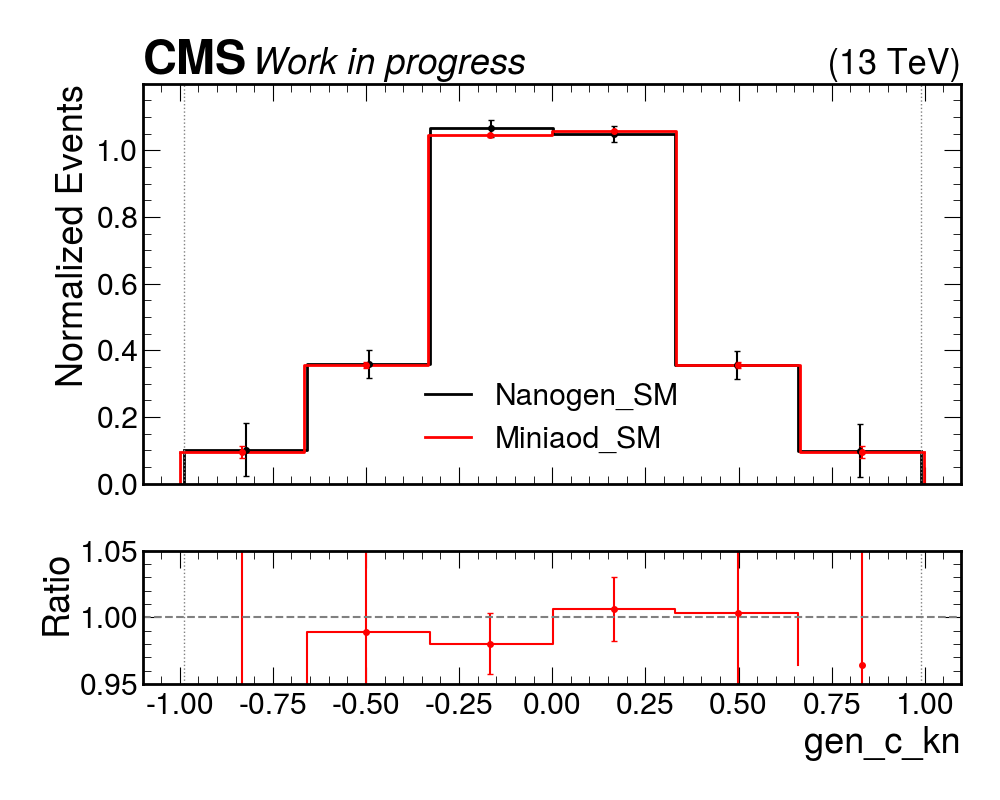 CMS Work in progress (13 TeV)
Normalized Events
1.0
0.8
0.6
0.4
0.2
0.0
Nanogen_SM
Miniaod_SM
Ratio
1.05
1.00
0.95
-1.00 -0.75 -0.50 -0.25 0.00 0.25 0.50 0.75 1.00
gen_c_kn